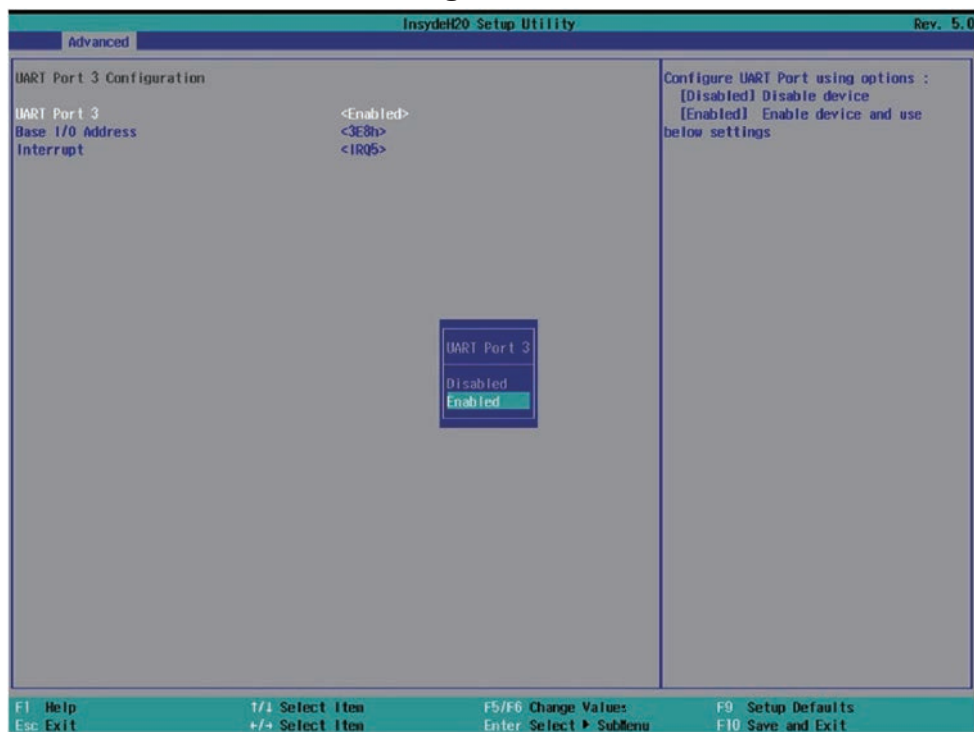 InsydeH20 Setup Utility Rev. 5.0
Advanced
UART Port 3 Configuration
UART Port 3 <Enabled>
Base I/O Address <3E8h>
Interrupt <IRQ5>
Configure UART Port using options :
[Disabled] Disable device
[Enabled] Enable device and use
below settings
UART Port 3
Disabled
Enabled
F1 Help ↑/↓ Select Item F5/F6 Change Values F9 Setup Defaults
Esc Exit ←/→ Select Item Enter Select ▶ SubMenu F10 Save and Exit